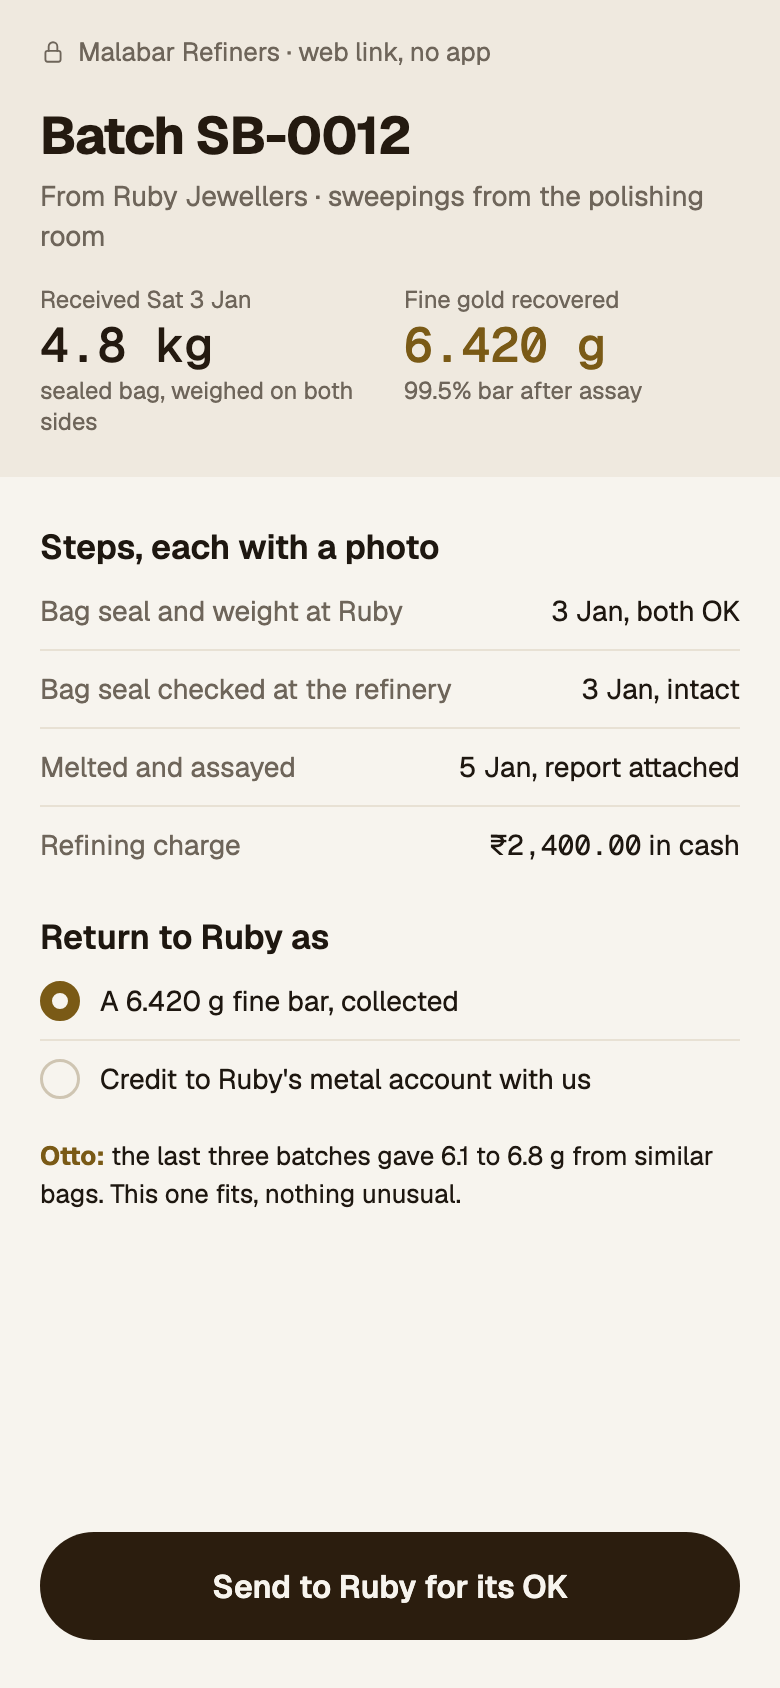 Malabar Refiners · web link, no app
Batch SB-0012
From Ruby Jewellers · sweepings from the polishing
room
Received Sat 3 Jan
4.8 kg
sealed bag, weighed on both
sides
Fine gold recovered
6.420 g
99.5% bar after assay
Steps, each with a photo
Bag seal and weight at Ruby 3 Jan, both OK
Bag seal checked at the refinery 3 Jan, intact
Melted and assayed 5 Jan, report attached
Refining charge ₹2,400.00 in cash
Return to Ruby as
A 6.420 g fine bar, collected
Credit to Ruby's metal account with us
Otto: the last three batches gave 6.1 to 6.8 g from similar
bags. This one fits, nothing unusual.
Send to Ruby for its OK